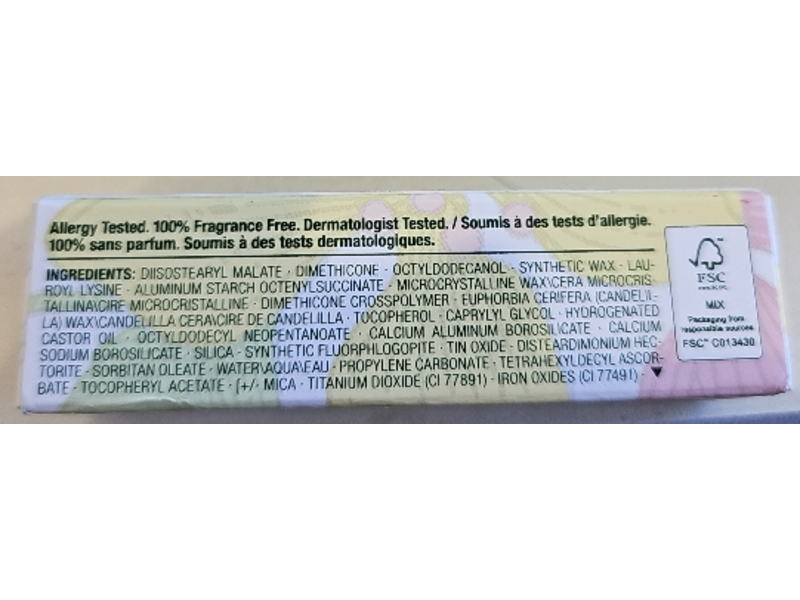 Allergy Tested. 100% Fragrance Free. Dermatologist Tested. / Soumis à des tests d'allergie.
100% sans parfum. Soumis à des tests dermatologiques.
INGREDIENTS: DIISOSTEARYL MALATE · DIMETHICONE · OCTYLDODECANOL · SYNTHETIC WAX · LAU-
ROYL LYSINE · ALUMINUM STARCH OCTENYLSUCCINATE · MICROCRYSTALLINE WAX\CERA MICROCRIS-
TALLINA\CIRE MICROCRISTALLINE · DIMETHICONE CROSSPOLYMER · EUPHORBIA CERIFERA (CANDELIL-
LA) WAX\CANDELILLA CERA\CIRE DE CANDELILLA · TOCOPHEROL · CAPRYLYL GLYCOL · HYDROGENATED
CASTOR OIL · OCTYLDODECYL NEOPENTANOATE · CALCIUM ALUMINUM BOROSILICATE · CALCIUM
SODIUM BOROSILICATE · SILICA · SYNTHETIC FLUORPHLOGOPITE · TIN OXIDE · DISTEARDIMONIUM HEC-
TORITE · SORBITAN OLEATE · WATER\AQUA\EAU · PROPYLENE CARBONATE · TETRAHEXYLDECYL ASCOR-
BATE · TOCOPHERYL ACETATE · [+/- MICA · TITANIUM DIOXIDE (CI 77891) · IRON OXIDES (CI 77491) · ▼
FSC
MIX
Packaging from
responsible sources
FSC™ C013430